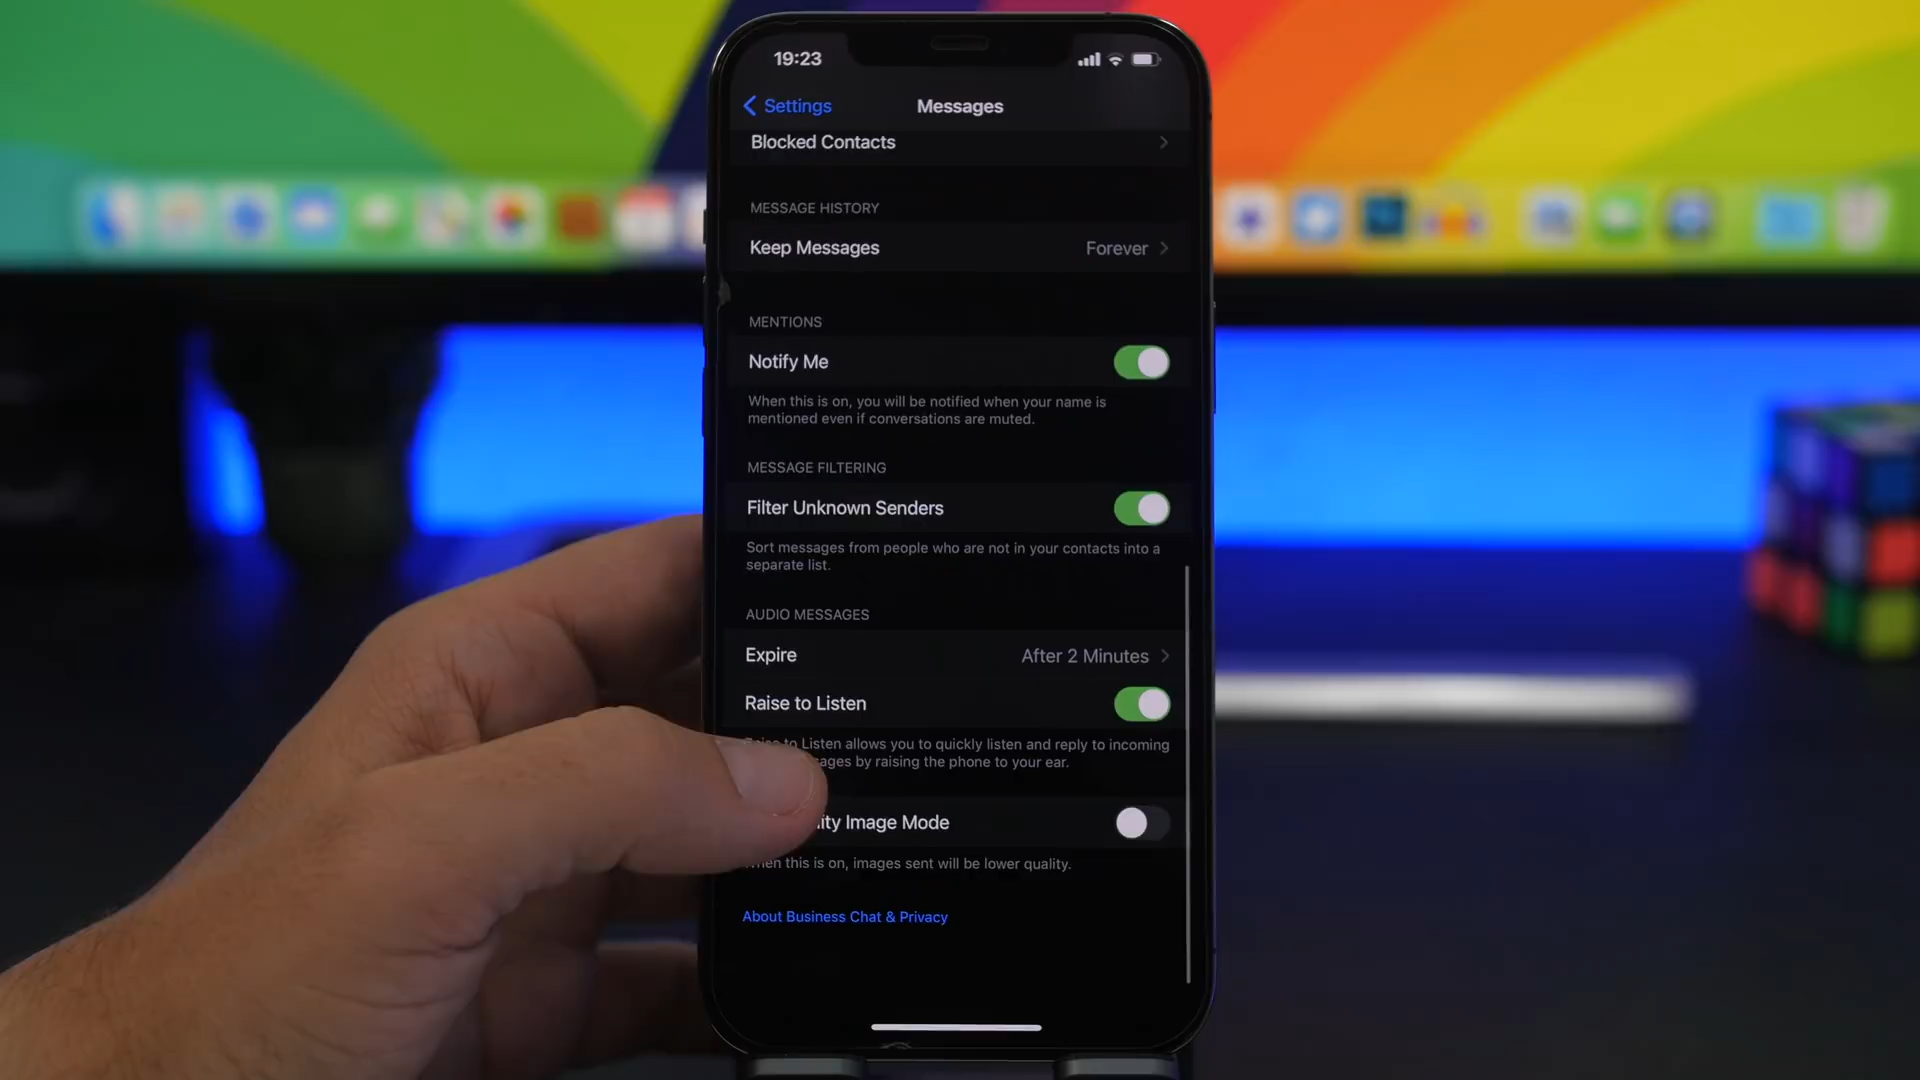 19:23
Settings
Messages
Blocked Contacts
MESSAGE HISTORY
Keep Messages Forever
MENTIONS
Notify Me
When this is on, you will be notified when your name is
mentioned even if conversations are muted.
MESSAGE FILTERING
Filter Unknown Senders
Sort messages from people who are not in your contacts into a
separate list.
AUDIO MESSAGES
Expire After 2 Minutes
Raise to Listen
to Listen allows you to quickly listen and reply to incoming
by raising the phone to your ear.
Image Mode
When this is on, images sent will be lower quality.
About Business Chat & Privacy